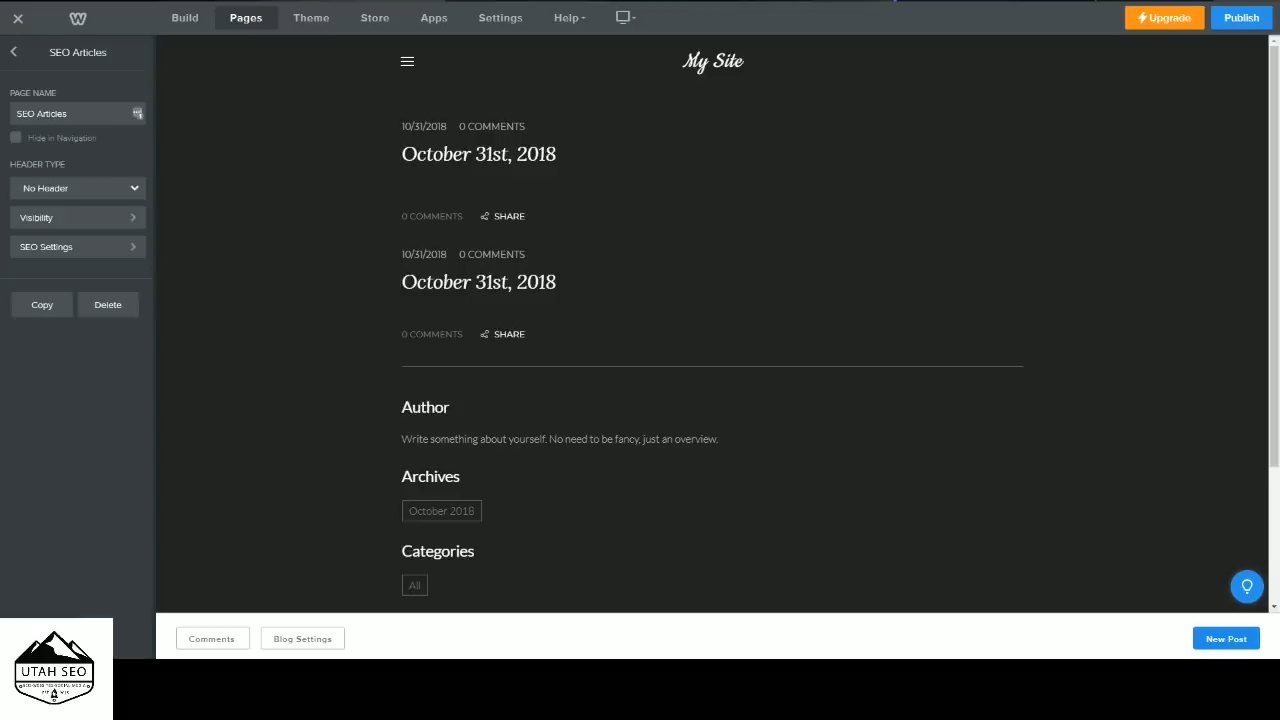 Build Pages Theme Store Apps Settings Help Upgrade Publish
SEO Articles
PAGE NAME
SEO Articles
Hide in Navigation
HEADER TYPE
No Header
Visibility
SEO Settings
Copy Delete
My Site
10/31/2018 0 COMMENTS
October 31st, 2018
0 COMMENTS SHARE
10/31/2018 0 COMMENTS
October 31st, 2018
0 COMMENTS SHARE
Author
Write something about yourself. No need to be fancy, just an overview.
Archives
October 2018
Categories
All
Comments Blog Settings New Post
UTAH SEO